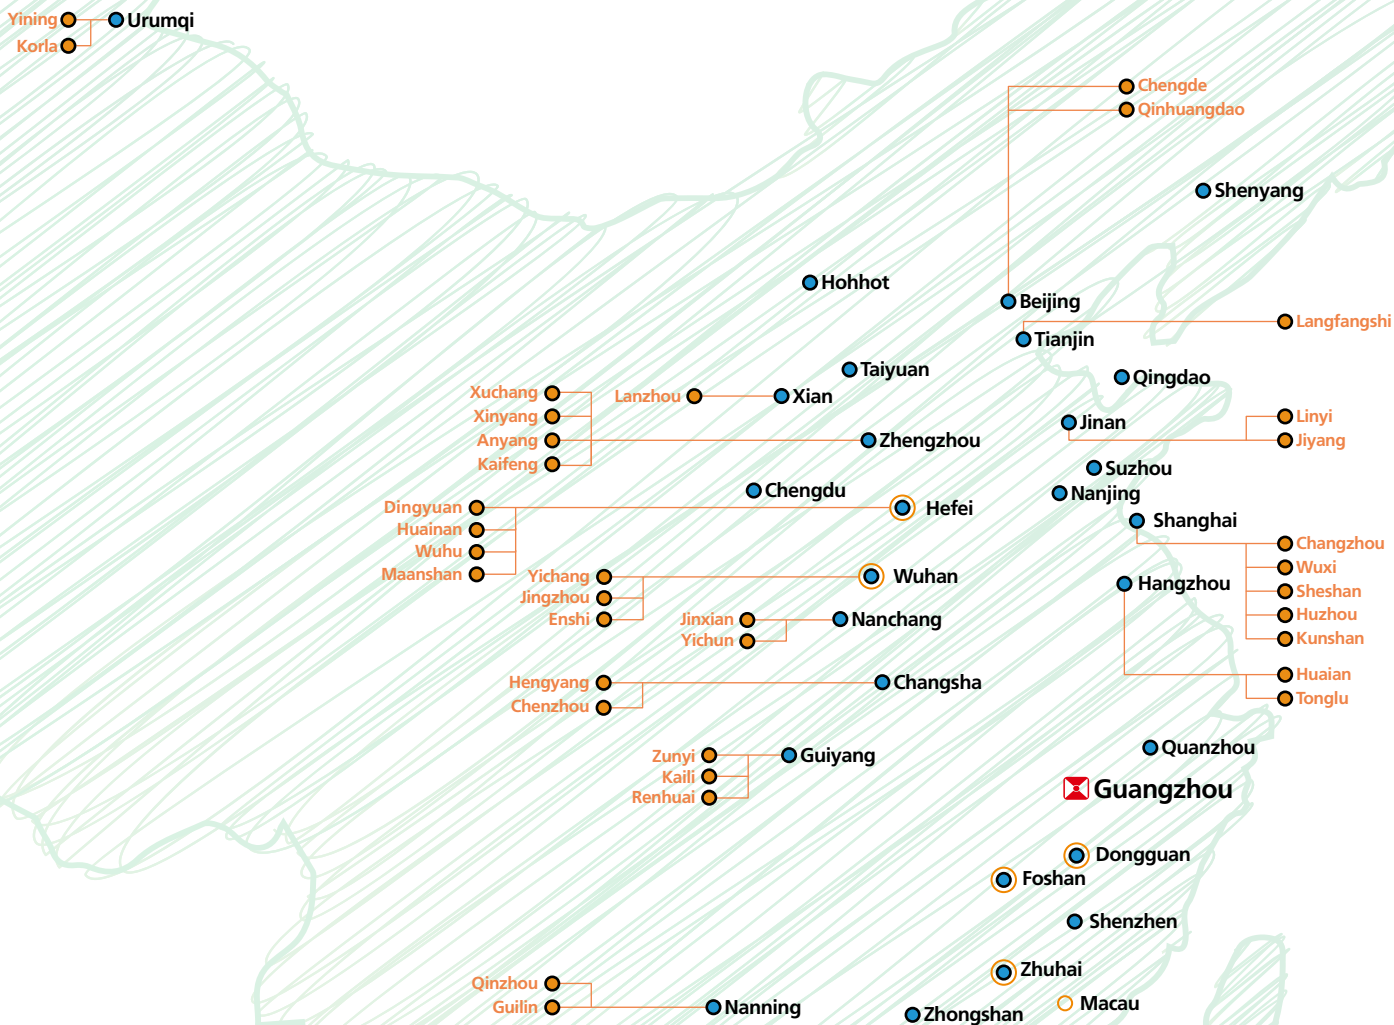 Yining
Urumqi
Korla
Chengde
Qinhuangdao
Shenyang
Hohhot
Beijing
Langfangshi
Tianjin
Taiyuan
Qingdao
Xuchang
Lanzhou
Xian
Xinyang
Linyi
Jinan
Anyang
Zhengzhou
Jiyang
Kaifeng
Suzhou
Chengdu
Nanjing
Dingyuan
Hefei
Shanghai
Huainan
Changzhou
Wuhu
Wuxi
Maanshan
Yichang
Wuhan
Hangzhou
Sheshan
Jingzhou
Huzhou
Enshi
Jinxian
Nanchang
Kunshan
Yichun
Huaian
Hengyang
Changsha
Tonglu
Chenzhou
Quanzhou
Zunyi
Guiyang
Kaili
Guangzhou
Renhuai
Dongguan
Foshan
Shenzhen
Zhuhai
Qinzhou
Macau
Guilin
Nanning
Zhongshan